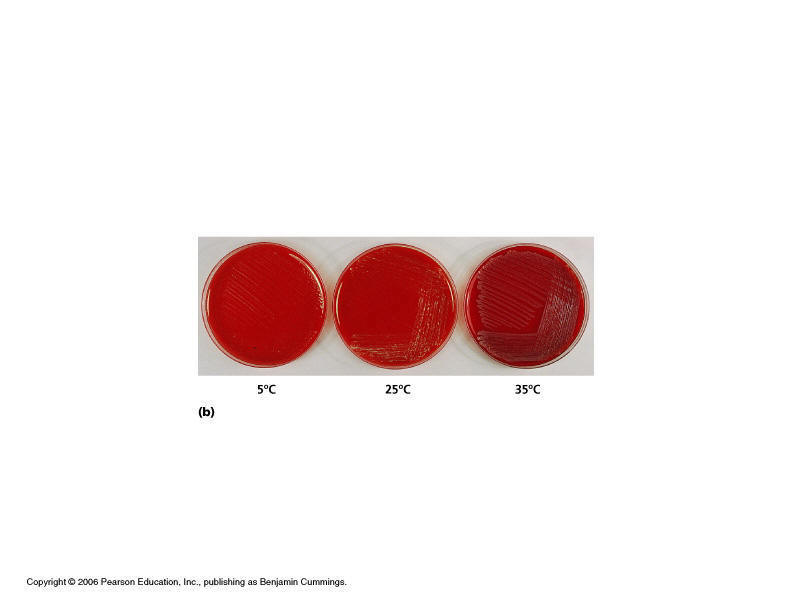 5°C 25°C 35°C
(b)
Copyright © 2006 Pearson Education, Inc., publishing as Benjamin Cummings.